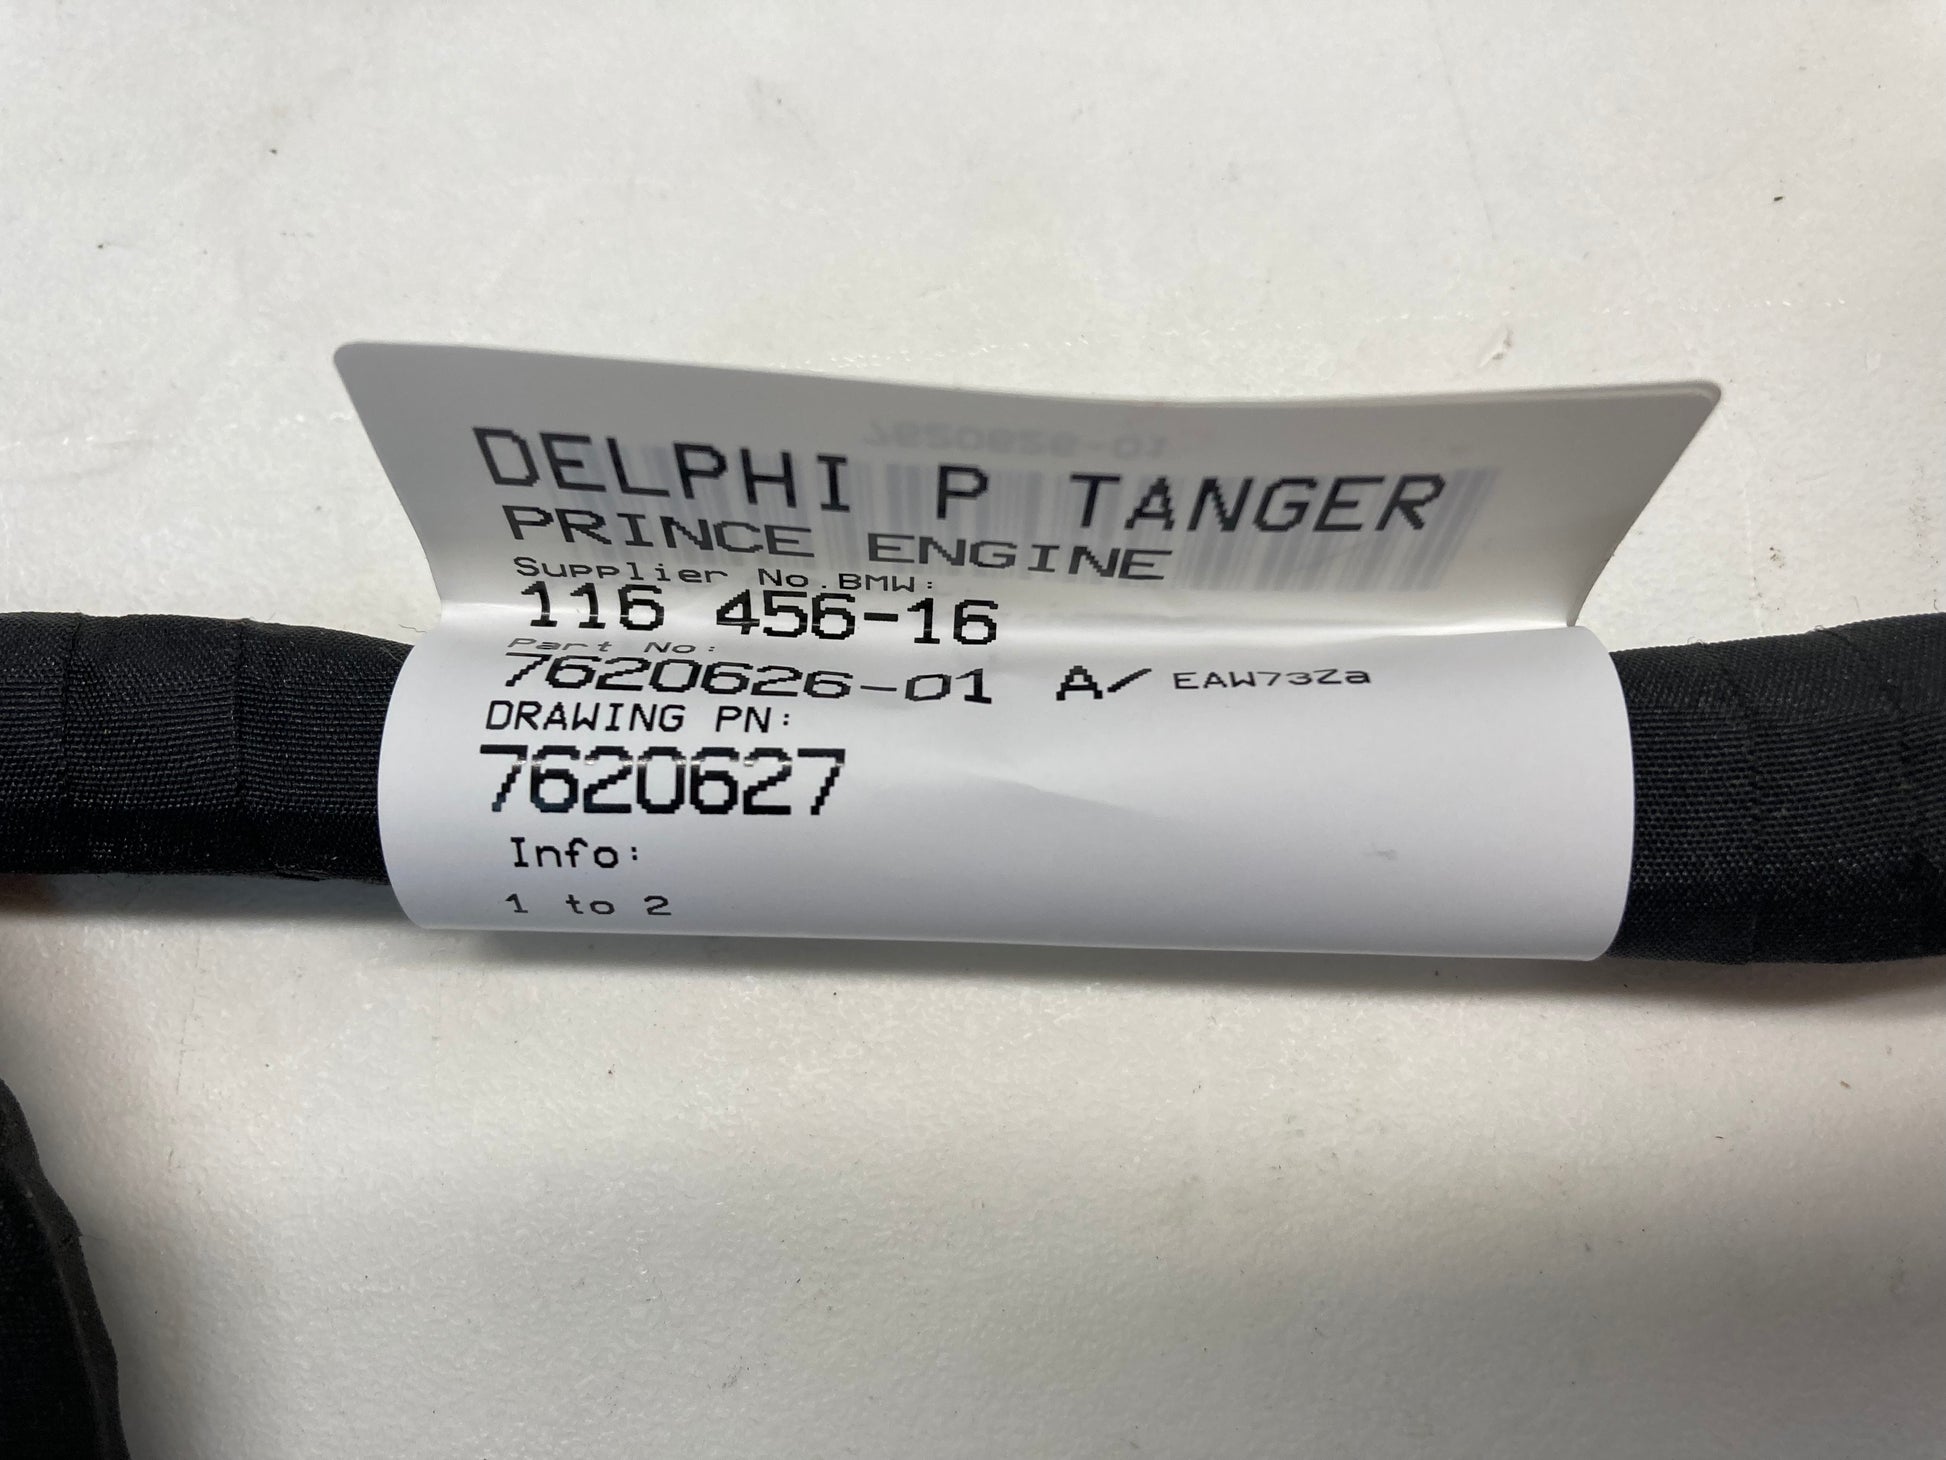 DELPHI P TANGER
PRINCE ENGINE
Supplier No.BMW:
116 456-16
Part No:
7620626-01 A/ EAW73Za
DRAWING PN:
7620627
Info:
1 to 2